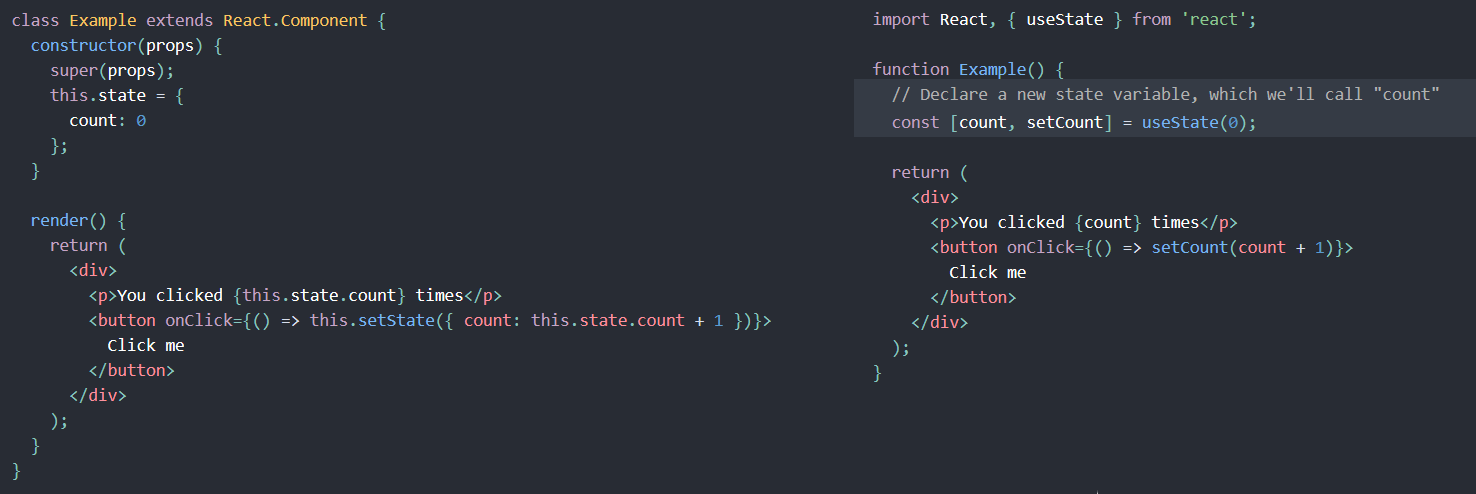 class Example extends React.Component {
  constructor(props) {
    super(props);
    this.state = {
      count: 0
    };
  }

  render() {
    return (
      <div>
        <p>You clicked {this.state.count} times</p>
        <button onClick={() => this.setState({ count: this.state.count + 1 })}>
          Click me
        </button>
      </div>
    );
  }
}
import React, { useState } from 'react';

function Example() {
  // Declare a new state variable, which we'll call "count"
  const [count, setCount] = useState(0);

  return (
    <div>
      <p>You clicked {count} times</p>
      <button onClick={() => setCount(count + 1)}>
        Click me
      </button>
    </div>
  );
}